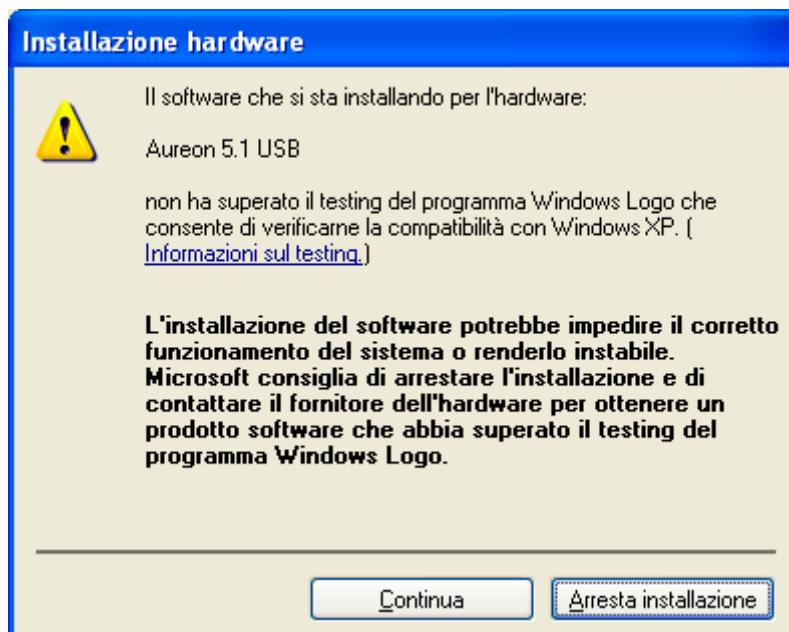 Installazione hardware
Il software che si sta installando per l'hardware:
Aureon 5.1 USB
non ha superato il testing del programma Windows Logo che
consente di verificarne la compatibilità con Windows XP. (
Informazioni sul testing.)
L'installazione del software potrebbe impedire il corretto
funzionamento del sistema o renderlo instabile.
Microsoft consiglia di arrestare l'installazione e di
contattare il fornitore dell'hardware per ottenere un
prodotto software che abbia superato il testing del
programma Windows Logo.
Continua
Arresta installazione